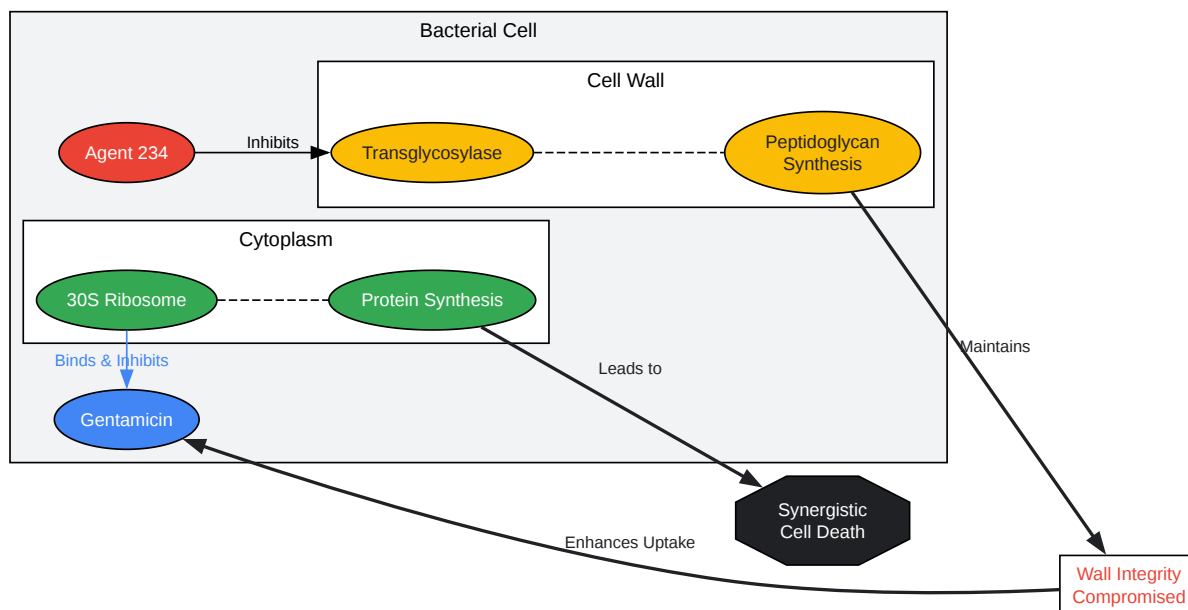 Bacterial Cell
Cell Wall
Agent 234
Inhibits
Transglycosylase
Peptidoglycan
Synthesis
Cytoplasm
30S Ribosome
Protein Synthesis
Binds & Inhibits
Gentamicin
Leads to
Maintains
Synergistic
Cell Death
Enhances Uptake
Wall Integrity
Compromised